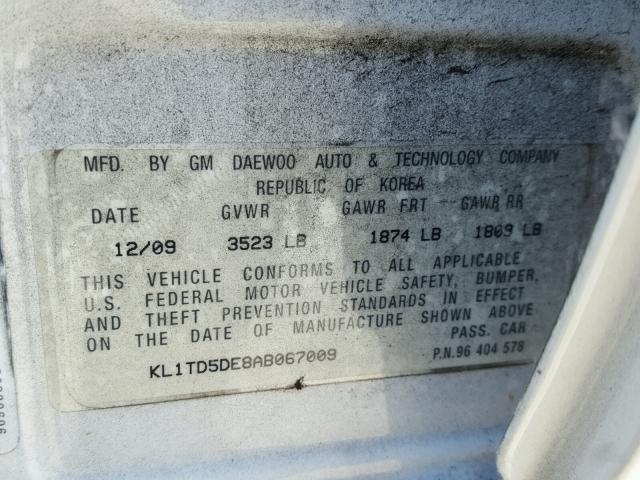 MFD. BY GM DAEWOO AUTO & TECHNOLOGY COMPANY
REPUBLIC OF KOREA
DATE GVWR GAWR FRT GAWR RR
12/09 3523 LB 1874 LB 1809 LB
THIS VEHICLE CONFORMS TO ALL APPLICABLE
U.S. FEDERAL MOTOR VEHICLE SAFETY, BUMPER,
AND THEFT PREVENTION STANDARDS IN EFFECT
ON THE DATE OF MANUFACTURE SHOWN ABOVE
PASS. CAR
KL1TD5DE8AB067009 P.N.96 404 578